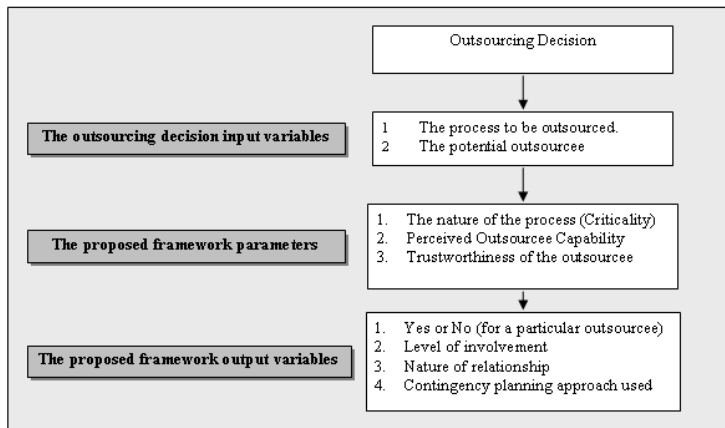 Outsourcing Decision
The outsourcing decision input variables
1 The process to be outsourced.
2 The potential outsourcee
The proposed framework parameters
1. The nature of the process (Criticality)
2. Perceived Outsourcee Capability
3. Trustworthiness of the outsourcee
The proposed framework output variables
1. Yes or No (for a particular outsourcee)
2. Level of involvement
3. Nature of relationship
4. Contingency planning approach used